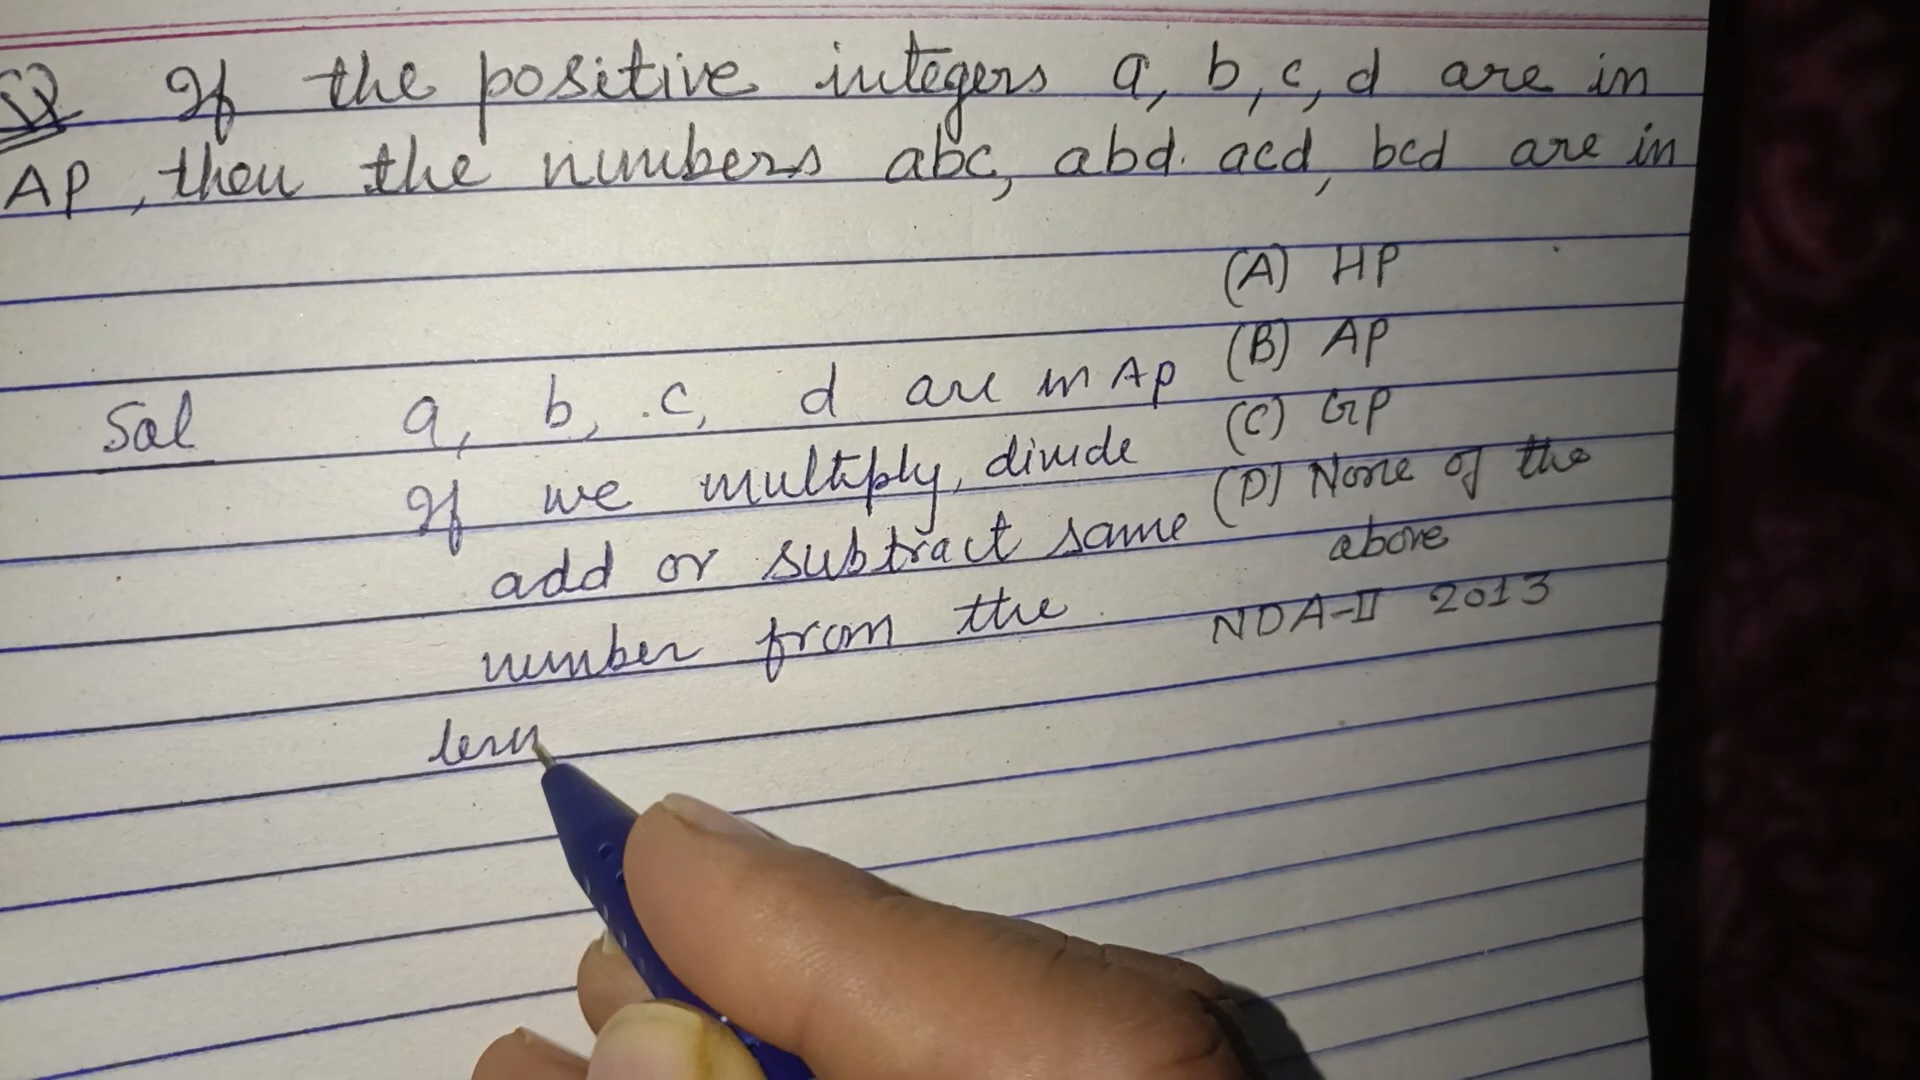 Q If the positive integers a, b, c, d are in
AP, then the numbers abc, abd. acd, bcd are in
(A) HP
(B) AP
(C) GP
(D) None of the
above
NDA-II 2013
Sol a, b, c, d are in AP
If we multiply, divide
add or subtract same
number from the
term